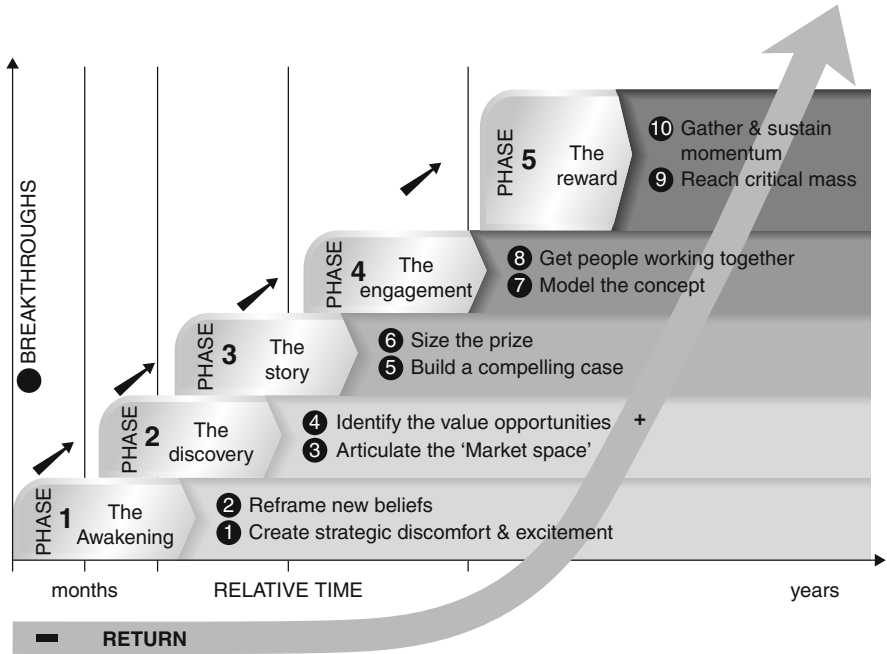 BREAKTHROUGHS
PHASE 5 The
reward
10 Gather & sustain
momentum
9 Reach critical mass
PHASE 4 The
engagement
8 Get people working together
7 Model the concept
PHASE 3 The
story
6 Size the prize
5 Build a compelling case
PHASE 2 The
discovery
4 Identify the value opportunities +
3 Articulate the ‘Market space’
PHASE 1 The
Awakening
2 Reframe new beliefs
1 Create strategic discomfort & excitement
months RELATIVE TIME years
– RETURN